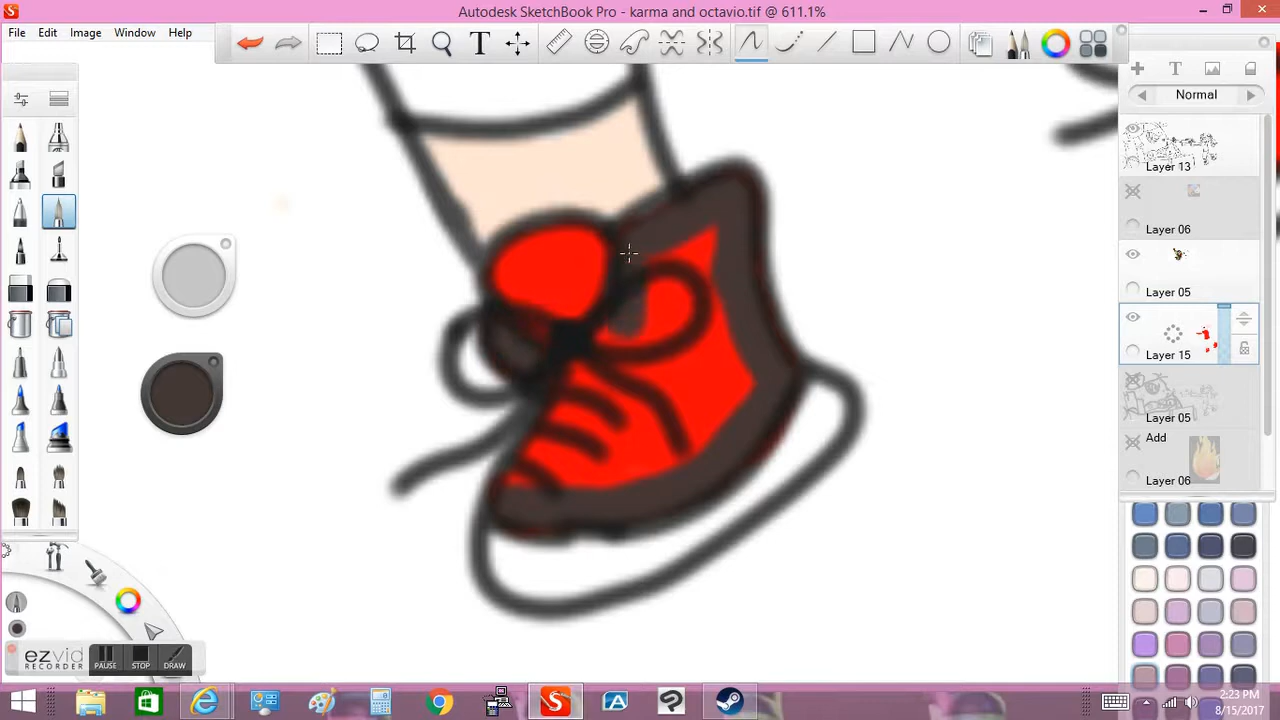 Autodesk SketchBook Pro - karma and octavio.tif @ 611.1%
File Edit Image Window Help
T
T
Normal
Layer 13
Layer 06
Layer 05
Layer 15
Layer 05
Add
Layer 06
ezvid
RECORDER
PAUSE STOP DRAW
2:23 PM
8/15/2017